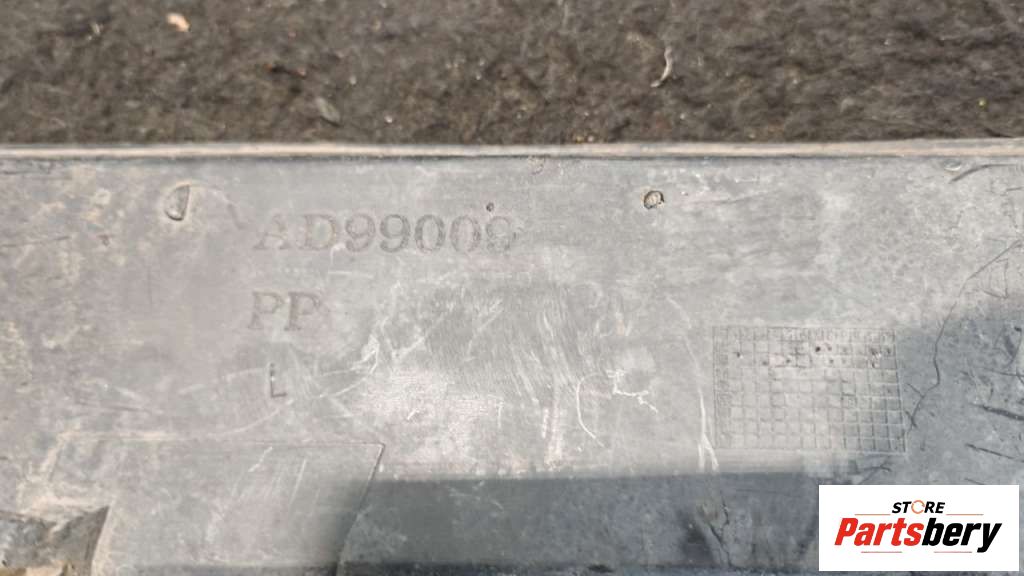 AD99009
PP
L
STORE
Partsbery